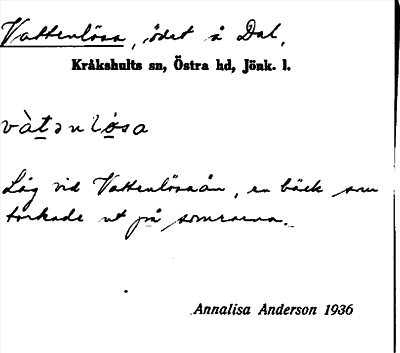 Vattenlösa, ödet å Dal,
Kråkshults sn, Östra hd, Jönk. l.
vàtənlósa
Låg vid Vattenlösaån, en bäck som
torkade ut på somrarna.
Annalisa Anderson 1936